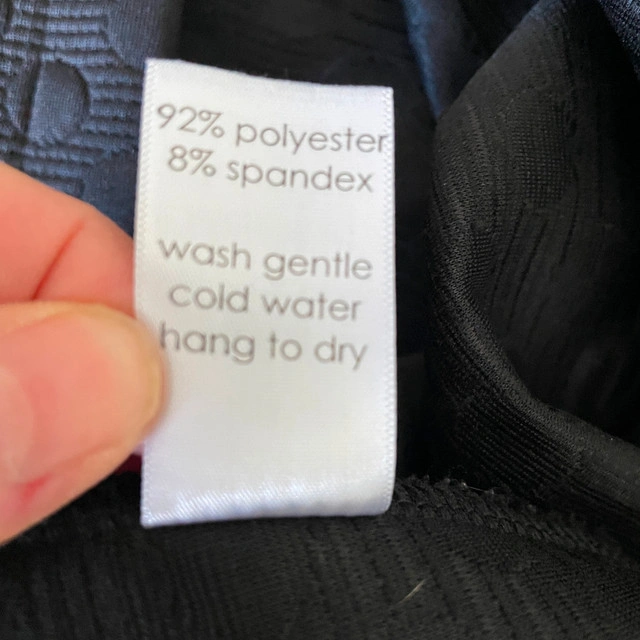 92% polyester
8% spandex
wash gentle
cold water
hang to dry